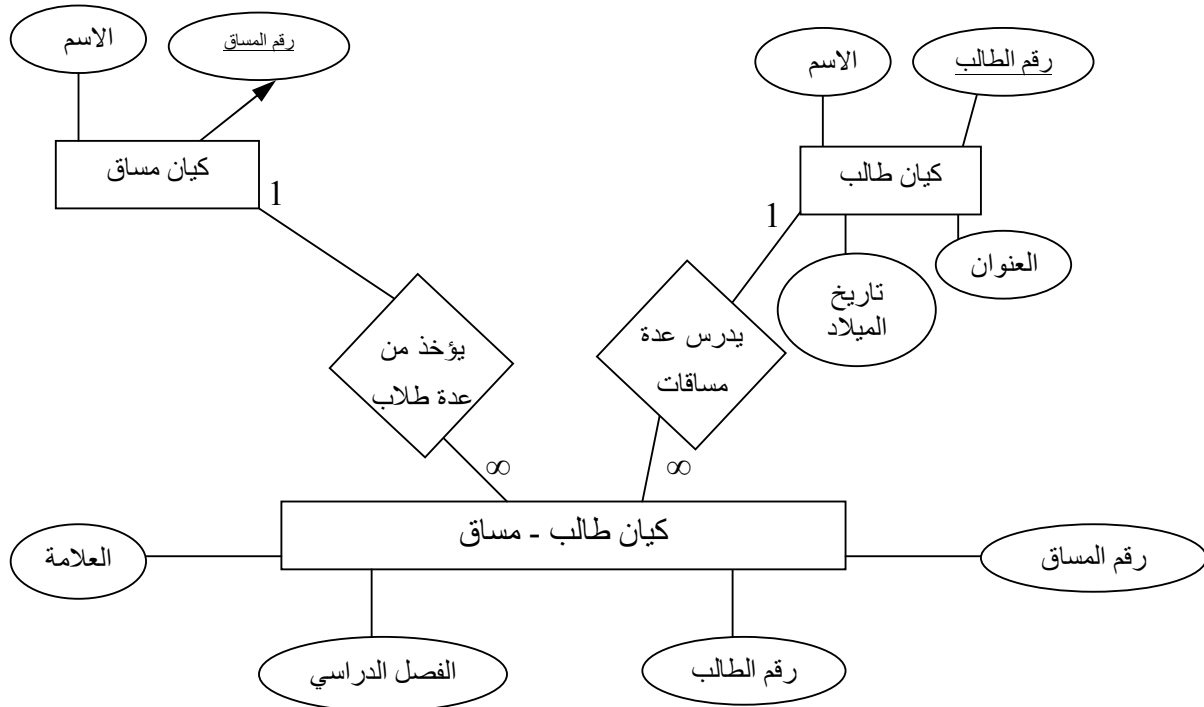 رقم الطالب
الاسم
رقم المساق
الاسم
كيان طالب
كيان مساق
1
1
العنوان
تاريخ
الميلاد
يدرس عدة
مساقات
يؤخذ من
عدة طلاب
∞
∞
كيان طالب - مساق
رقم المساق
العلامة
رقم الطالب
الفصل الدراسي